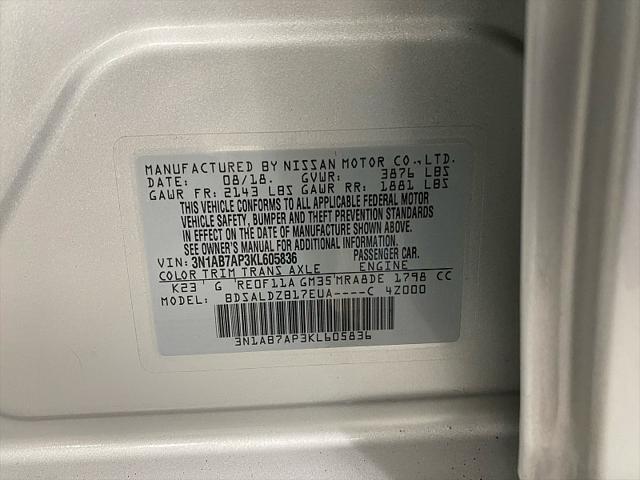 MANUFACTURED BY NISSAN MOTOR CO.,LTD.
DATE: 08/18. GVWR: 3876 LBS
GAWR FR: 2143 LBS GAWR RR: 1881 LBS
THIS VEHICLE CONFORMS TO ALL APPLICABLE FEDERAL MOTOR
VEHICLE SAFETY, BUMPER AND THEFT PREVENTION STANDARDS
IN EFFECT ON THE DATE OF MANUFACTURE SHOWN ABOVE.
SEE OWNER'S MANUAL FOR ADDITIONAL INFORMATION.
VIN: 3N1AB7AP3KL605836 PASSENGER CAR.
COLOR TRIM TRANS AXLE ENGINE
K23 G RE0F11A GM35 MRA8DE 1798 CC
MODEL: BDSALDZB17EUA----C 4Z000
3N1AB7AP3KL605836